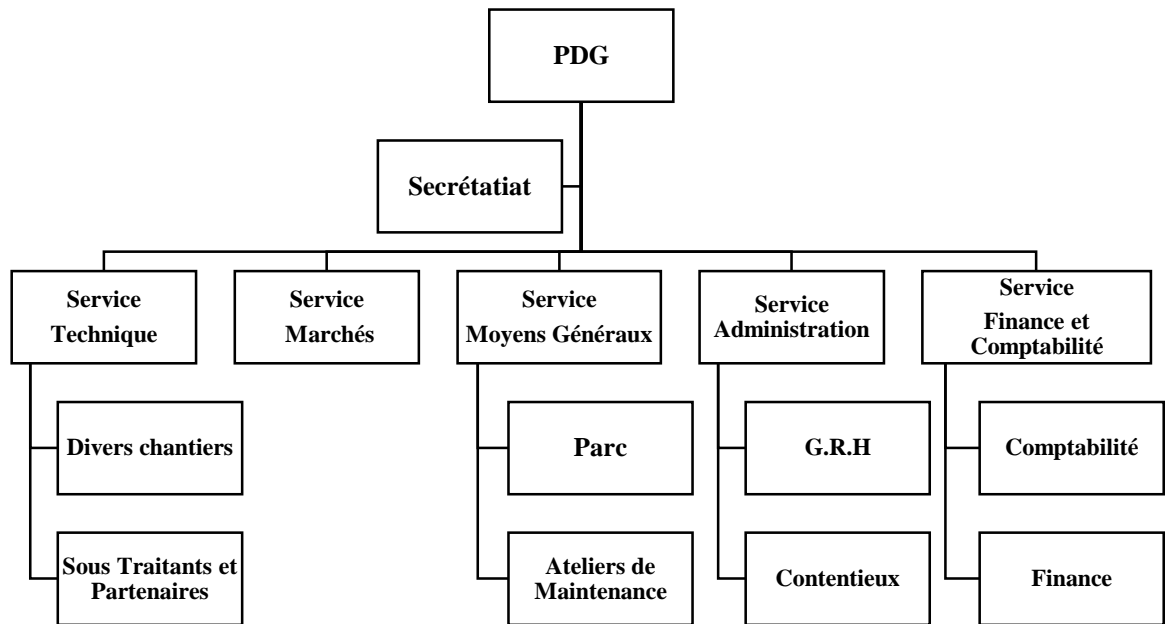 PDG
Secrétatiat
Service
Technique
Service
Marchés
Service
Moyens Généraux
Service
Administration
Service
Finance et
Comptabilité
Divers chantiers
Parc
G.R.H
Comptabilité
Sous Traitants et
Partenaires
Ateliers de
Maintenance
Contentieux
Finance